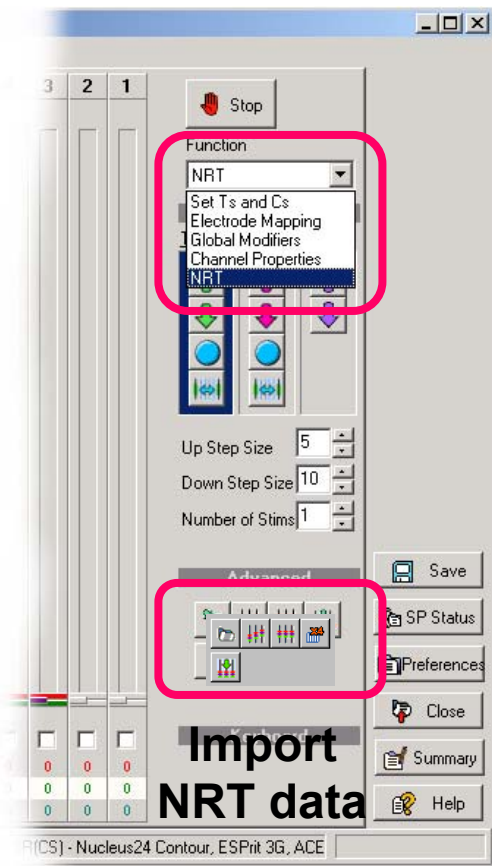 3 2 1
Stop
Function
NRT
Set Ts and Cs
Electrode Mapping
Global Modifiers
Channel Properties
NRT
Up Step Size 5
Down Step Size 10
Number of Stims 1
Advanced
Save
SP Status
Preferences
Close
Summary
Help
Keyboard
Import
NRT data
0 0 0
0 0 0
0 0 0
R(CS) - Nucleus24 Contour, ESPrit 3G, ACE